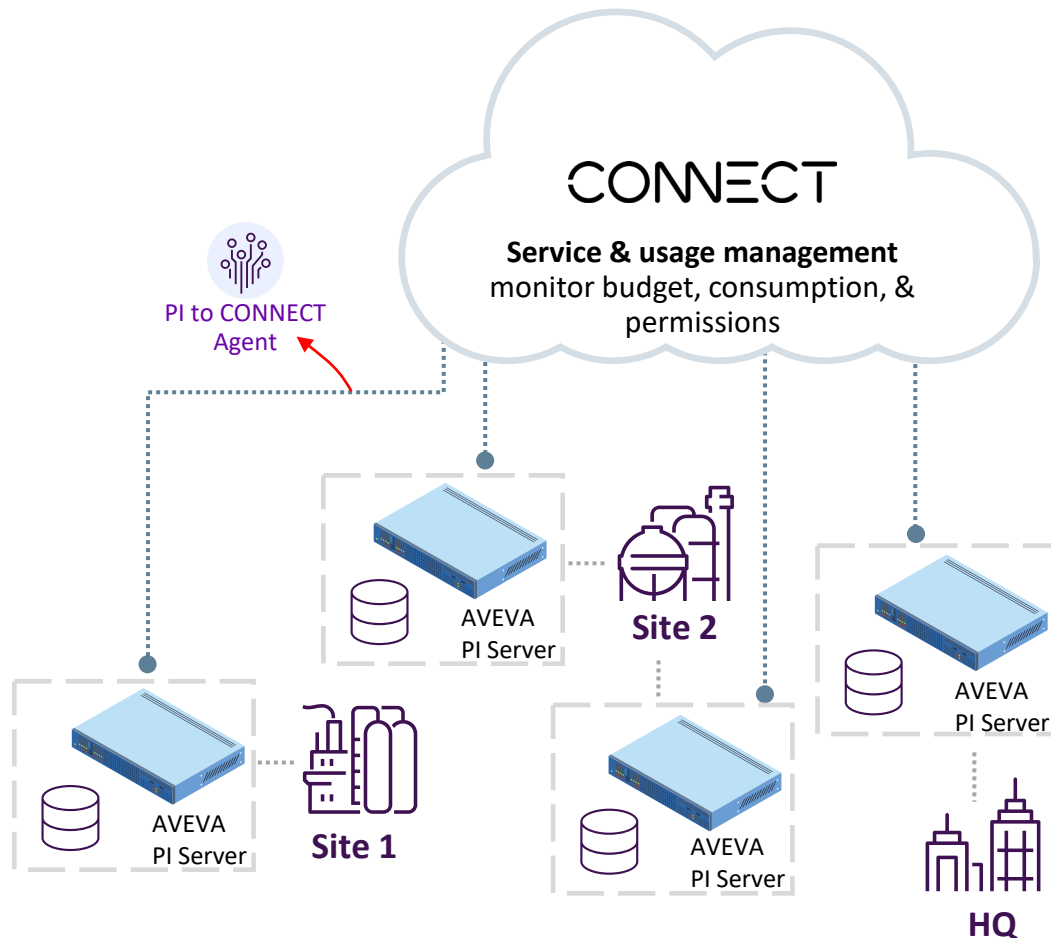 CONNECT
Service & usage management
monitor budget, consumption, &
permissions
PI to CONNECT
Agent
AVEVA
PI Server
Site 2
AVEVA
PI Server
AVEVA
PI Server
Site 1
AVEVA
PI Server
HQ